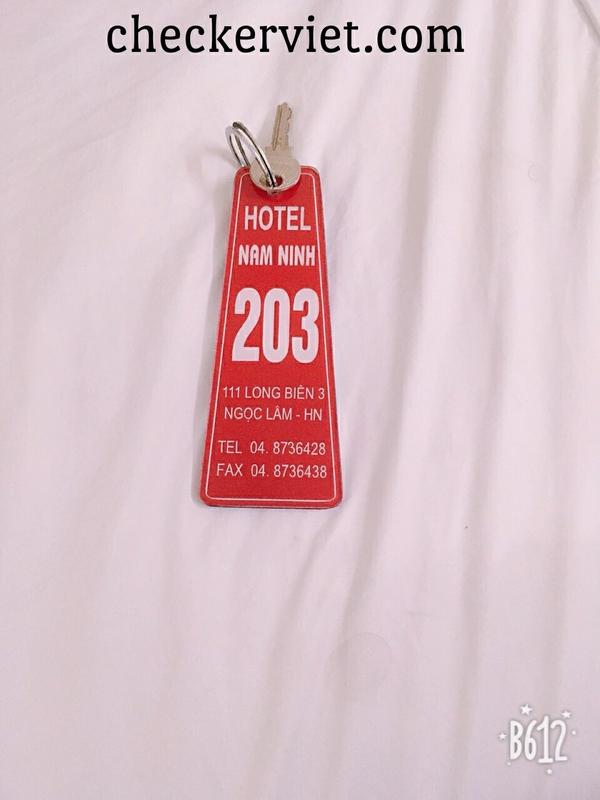 checkerviet.com
HOTEL
NAM NINH
203
111 LONG BIÊN 3
NGỌC LÂM - HN
TEL 04. 8736428
FAX 04. 8736438
B612